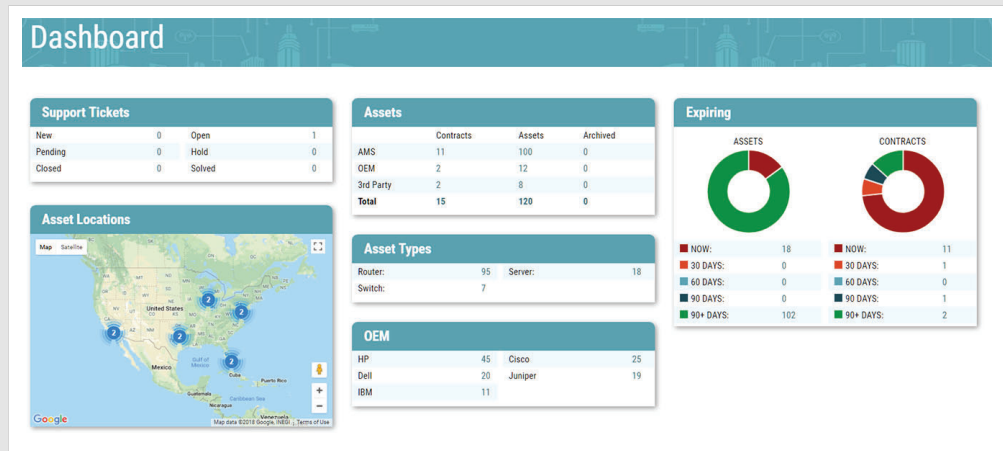 Dashboard
Support Tickets
New 0 Open 1
Pending 0 Hold 0
Closed 0 Solved 0
Asset Locations
Map Satellite
United States
Gulf of
Mexico
Mexico
Cuba
Puerto Rico
Guatemala
Caribbean Sea
Nicaragua
Venezuela
2
2
2
2
2
+
−
Google
Map data ©2018 Google, INEGI Terms of Use
Assets
Contracts Assets Archived
AMS 11 100 0
OEM 2 12 0
3rd Party 2 8 0
Total 15 120 0
Asset Types
Router: 95 Server: 18
Switch: 7
OEM
HP 45 Cisco 25
Dell 20 Juniper 19
IBM 11
Expiring
ASSETS CONTRACTS
NOW: 18 NOW: 11
30 DAYS: 0 30 DAYS: 1
60 DAYS: 0 60 DAYS: 0
90 DAYS: 0 90 DAYS: 1
90+ DAYS: 102 90+ DAYS: 2